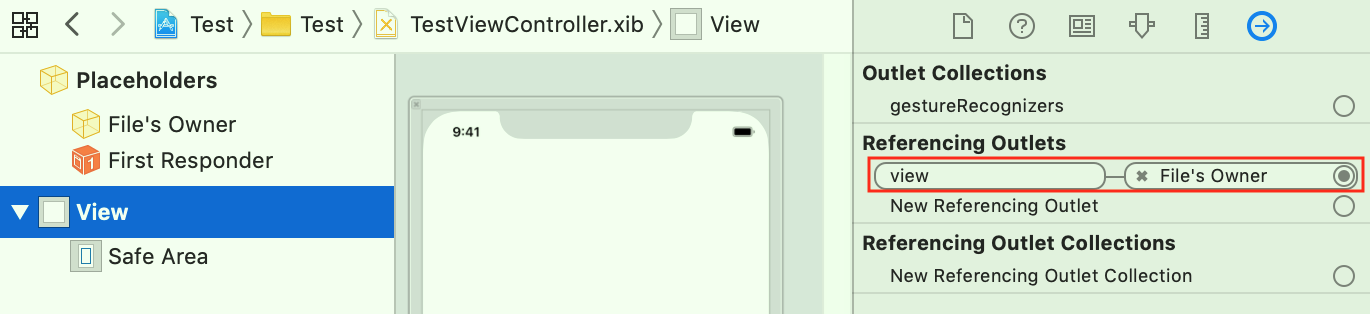 Test Test TestViewController.xib View
Placeholders
File's Owner
1 First Responder
View
Safe Area
9:41
Outlet Collections
gestureRecognizers
Referencing Outlets
view File's Owner
New Referencing Outlet
Referencing Outlet Collections
New Referencing Outlet Collection